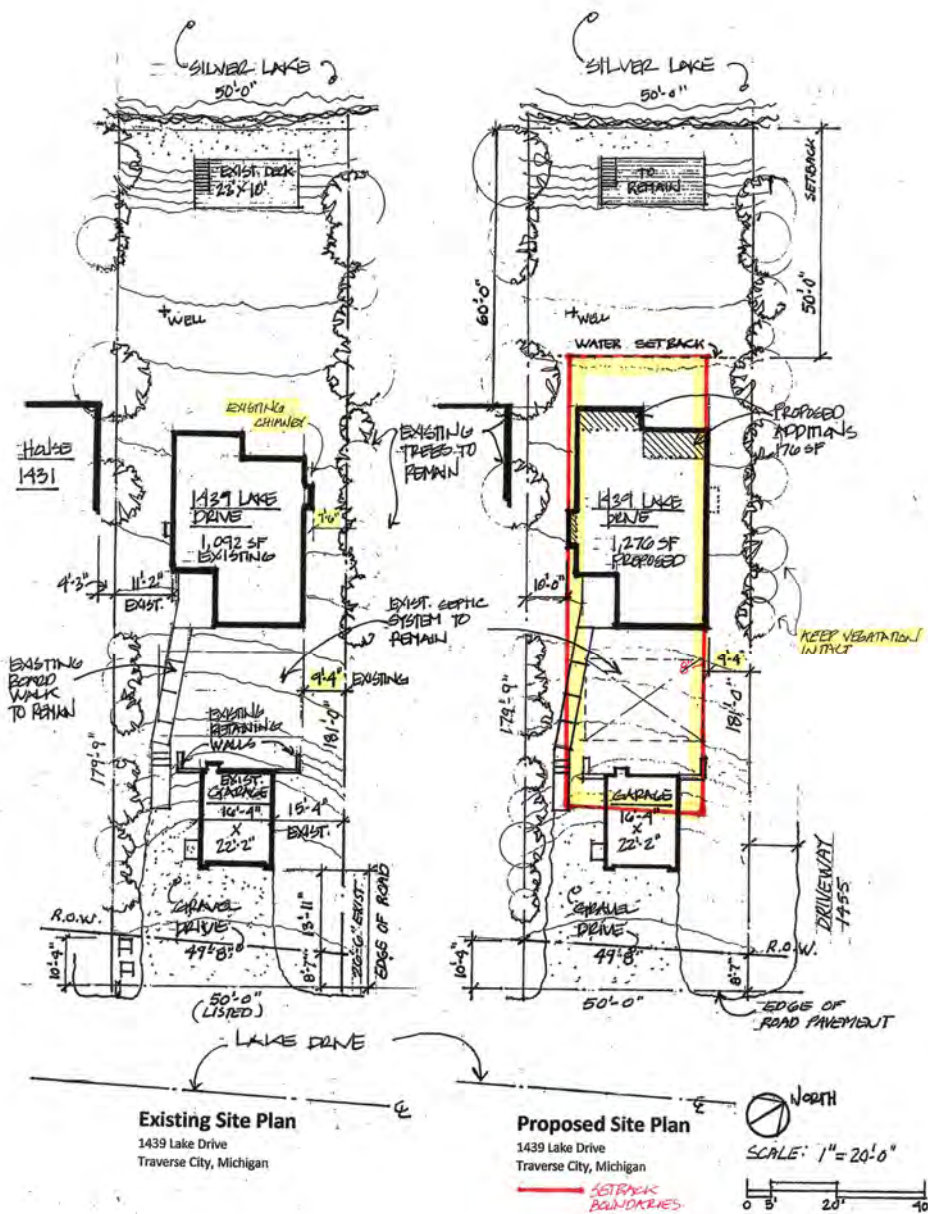 SILVER LAKE
50'-0"
EXIST. DECK
22' X 10'
+WELL
EXISTING
CHIMNEY
HOUSE
1431
1439 LAKE
DRIVE
1,092 SF
EXISTING
7'-6"
EXISTING
TREES TO
REMAIN
4'-3"
11'-2"
EXIST.
EXIST. SEPTIC
SYSTEM TO
REMAIN
9'-4" EXISTING
EXISTING
BOARD
WALK
TO REMAIN
EXISTING
RETAINING
WALLS
179'-9"
181'-0"
EXIST.
GARAGE
16'-4"
X
22'-2"
15'-4"
EXIST.
GRAVEL
DRIVE
R.O.W.
49'-8"
10'-4"
13'-11"
8'-7"
26'-6" EXIST.
EDGE OF ROAD
50'-0"
(LISTED)
LAKE DRIVE
Existing Site Plan
1439 Lake Drive
Traverse City, Michigan
SILVER LAKE
50'-0"
TO
REMAIN
SETBACK
50'-0"
60'-0"
+WELL
WATER SETBACK
PROPOSED
ADDITIONS
176 SF
1439 LAKE
DRIVE
1,276 SF
PROPOSED
10'-0"
KEEP VEGATATION
INTACT
9'-4"
179'-9"
181'-0"
GARAGE
16'-4"
X
22'-2"
DRIVEWAY
1455
GRAVEL
DRIVE
49'-8"
R.O.W.
10'-4"
8'-7"
50'-0"
EDGE OF
ROAD PAVEMENT
Proposed Site Plan
1439 Lake Drive
Traverse City, Michigan
SETBACK
BOUNDARIES
NORTH
SCALE: 1"=20'-0"
0 5' 20' 40